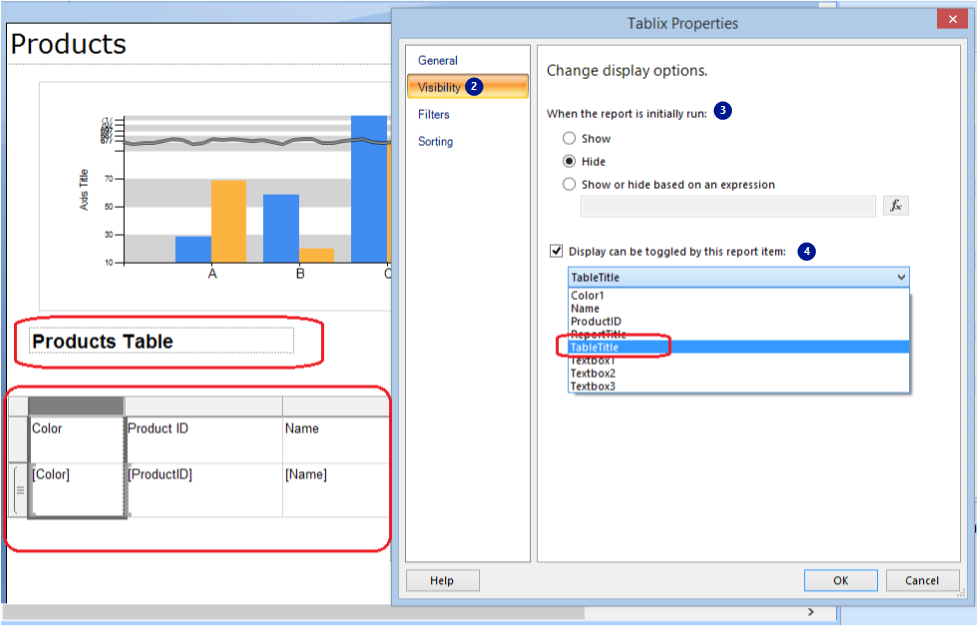 Products
Tablix Properties
General
Visibility 2
Filters
Sorting
Change display options.
When the report is initially run: 3
Show
Hide
Show or hide based on an expression
fx
Display can be toggled by this report item: 4
TableTitle
Color1
Name
ProductID
ReportTitle
TableTitle
Textbox1
Textbox2
Textbox3
Axis Title
677
70
50
30
10
A
B
C
Products Table
Color
Product ID
Name
[Color]
[ProductID]
[Name]
Help
OK
Cancel